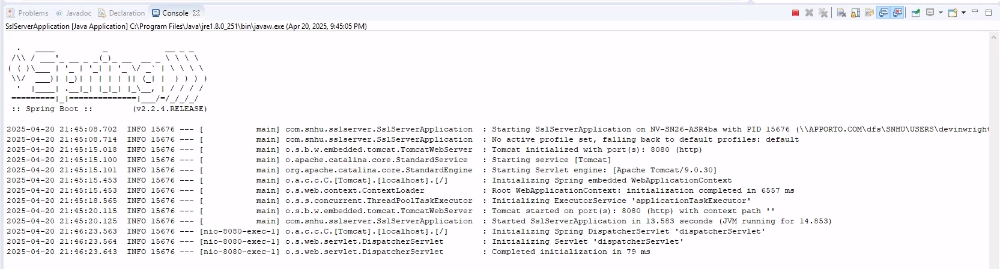 Problems @ Javadoc Declaration Console
SslServerApplication [Java Application] C:\Program Files\Java\jre1.8.0_251\bin\javaw.exe (Apr 20, 2025, 9:45:05 PM)
  .   ____          _            __ _ _
 /\\ / ___'_ __ _ _(_)_ __  __ _ \ \ \ \
( ( )\___ | '_ | '_| | '_ \/ _` | \ \ \ \
 \\/  ___)| |_)| | | | | || (_| |  ) ) ) )
  '  |____| .__|_| |_|_| |_\__, | / / / /
 =========|_|==============|___/=/_/_/_/
 :: Spring Boot ::        (v2.2.4.RELEASE)
2025-04-20 21:45:08.702  INFO 15676 --- [           main] com.snhu.sslserver.SslServerApplication  : Starting SslServerApplication on NV-SN26-ASR4ba with PID 15676 (\\APPORTO.COM\dfs\SNHU\USERS\devinwright
2025-04-20 21:45:08.714  INFO 15676 --- [           main] com.snhu.sslserver.SslServerApplication  : No active profile set, falling back to default profiles: default
2025-04-20 21:45:15.018  INFO 15676 --- [           main] o.s.b.w.embedded.tomcat.TomcatWebServer  : Tomcat initialized with port(s): 8080 (http)
2025-04-20 21:45:15.100  INFO 15676 --- [           main] o.apache.catalina.core.StandardService   : Starting service [Tomcat]
2025-04-20 21:45:15.101  INFO 15676 --- [           main] org.apache.catalina.core.StandardEngine  : Starting Servlet engine: [Apache Tomcat/9.0.30]
2025-04-20 21:45:15.453  INFO 15676 --- [           main] o.a.c.c.C.[Tomcat].[localhost].[/]       : Initializing Spring embedded WebApplicationContext
2025-04-20 21:45:15.453  INFO 15676 --- [           main] o.s.web.context.ContextLoader            : Root WebApplicationContext: initialization completed in 6557 ms
2025-04-20 21:45:18.565  INFO 15676 --- [           main] o.s.s.concurrent.ThreadPoolTaskExecutor  : Initializing ExecutorService 'applicationTaskExecutor'
2025-04-20 21:45:20.115  INFO 15676 --- [           main] o.s.b.w.embedded.tomcat.TomcatWebServer  : Tomcat started on port(s): 8080 (http) with context path ''
2025-04-20 21:45:20.125  INFO 15676 --- [           main] com.snhu.sslserver.SslServerApplication  : Started SslServerApplication in 13.583 seconds (JVM running for 14.853)
2025-04-20 21:46:23.563  INFO 15676 --- [nio-8080-exec-1] o.a.c.c.C.[Tomcat].[localhost].[/]       : Initializing Spring DispatcherServlet 'dispatcherServlet'
2025-04-20 21:46:23.564  INFO 15676 --- [nio-8080-exec-1] o.s.web.servlet.DispatcherServlet        : Initializing Servlet 'dispatcherServlet'
2025-04-20 21:46:23.643  INFO 15676 --- [nio-8080-exec-1] o.s.web.servlet.DispatcherServlet        : Completed initialization in 79 ms